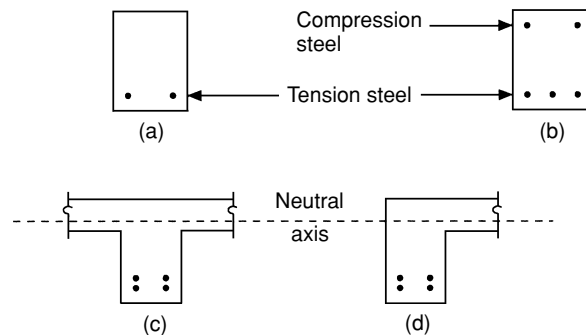 Compression
steel
Tension steel
(a)
(b)
Neutral
axis
(c)
(d)